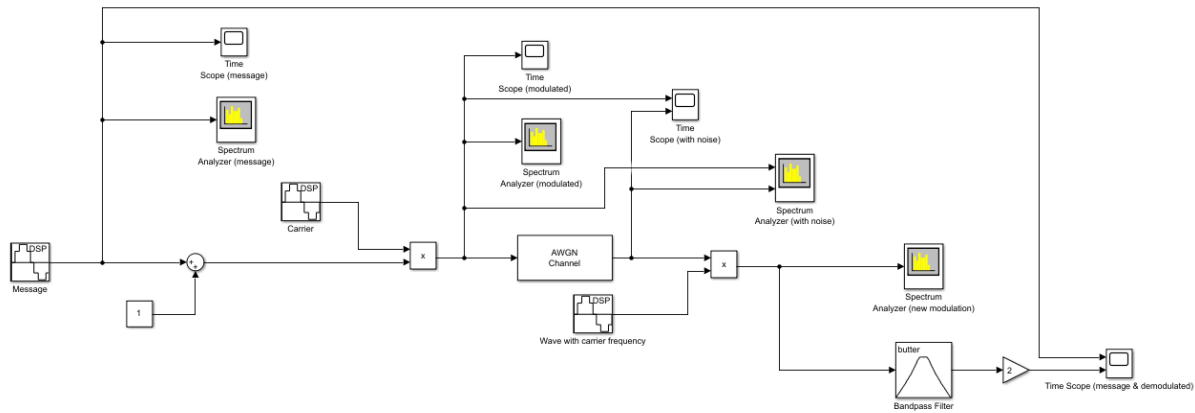 Time
Scope (message)
Spectrum
Analyzer (message)
DSP
Carrier
DSP
Message
+
+
1
x
Time
Scope (modulated)
Spectrum
Analyzer (modulated)
Time
Scope (with noise)
Spectrum
Analyzer (with noise)
AWGN
Channel
DSP
Wave with carrier frequency
x
Spectrum
Analyzer (new modulation)
butter
Bandpass Filter
2
Time Scope (message & demodulated)